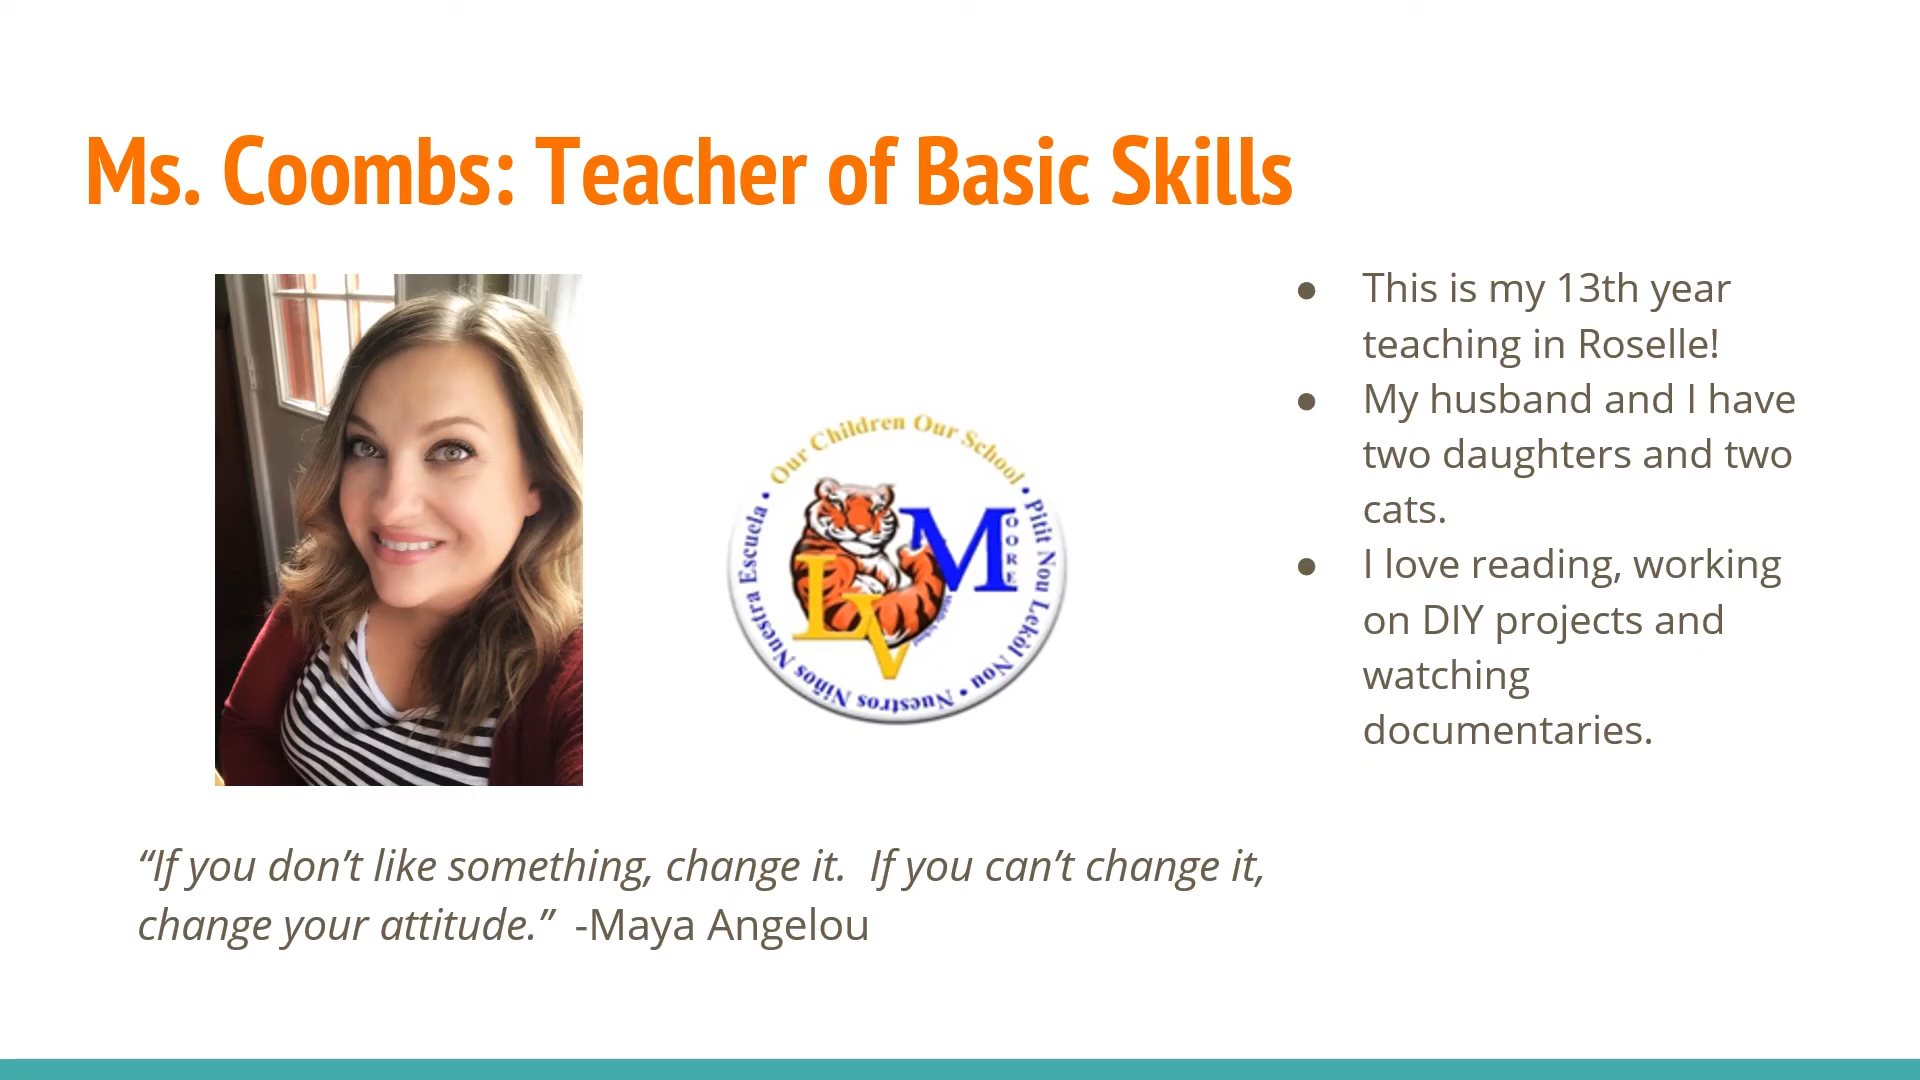 Ms. Coombs: Teacher of Basic Skills
Our Children Our School • Pitit Nou Lekòl Nou • Nuestros Niños Nuestra Escuela •
LV
M
OORE
● This is my 13th year
teaching in Roselle!
● My husband and I have
two daughters and two
cats.
● I love reading, working
on DIY projects and
watching
documentaries.
“If you don’t like something, change it.  If you can’t change it,
change your attitude.”  -Maya Angelou